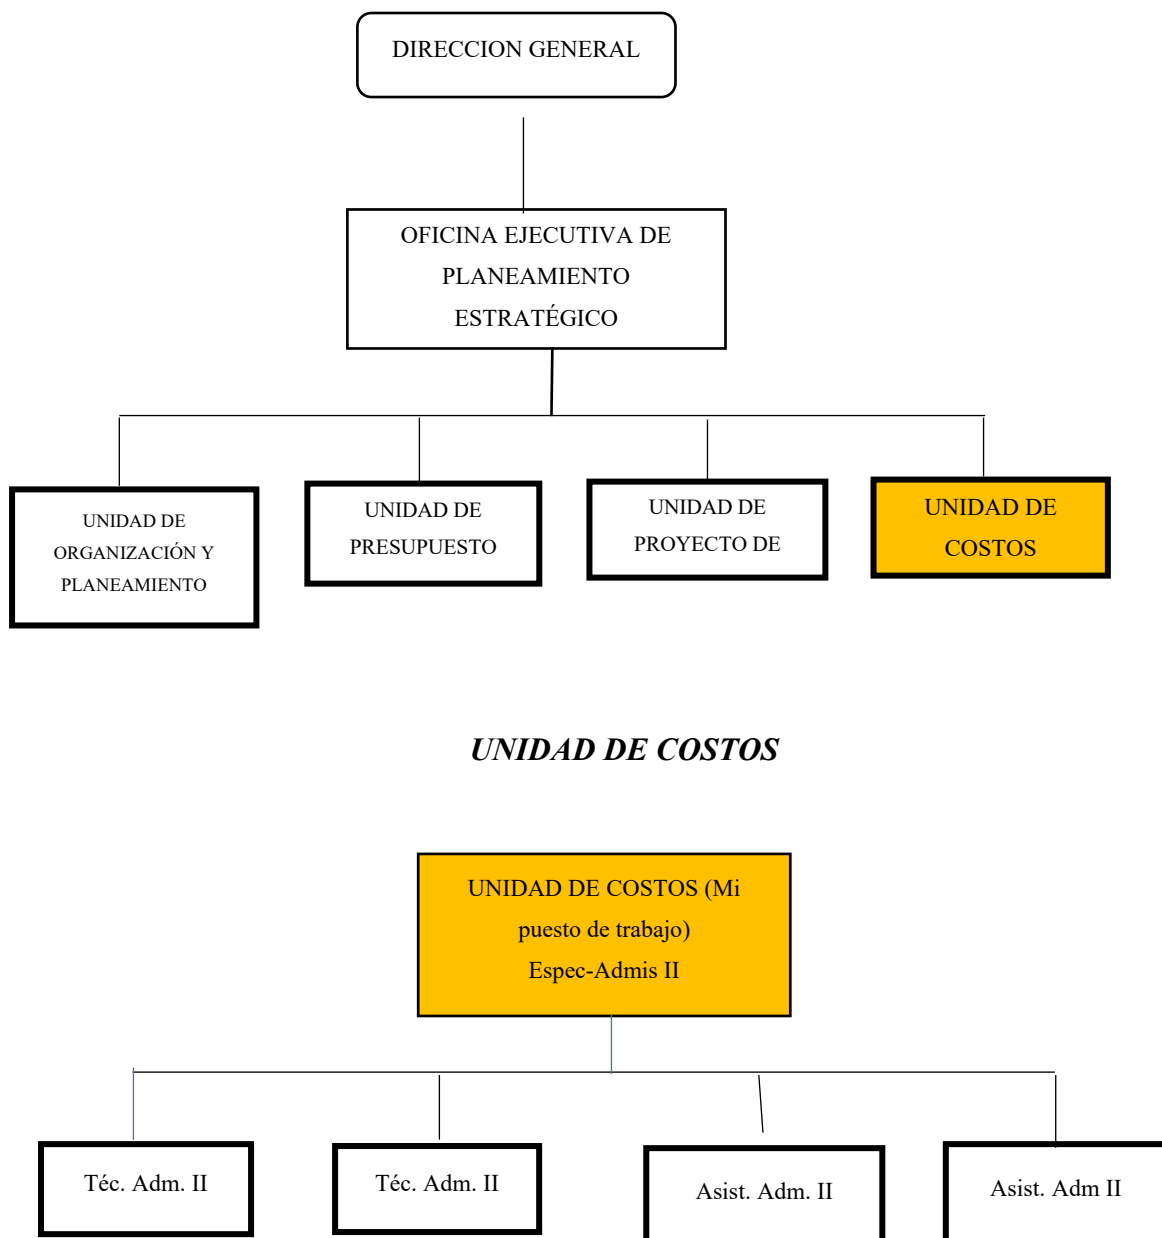 DIRECCION GENERAL
OFICINA EJECUTIVA DE
PLANEAMIENTO
ESTRATÉGICO
UNIDAD DE
ORGANIZACIÓN Y
PLANEAMIENTO
UNIDAD DE
PRESUPUESTO
UNIDAD DE
PROYECTO DE
UNIDAD DE
COSTOS
UNIDAD DE COSTOS
UNIDAD DE COSTOS (Mi
puesto de trabajo)
Espec-Admis II
Téc. Adm. II
Téc. Adm. II
Asist. Adm. II
Asist. Adm II